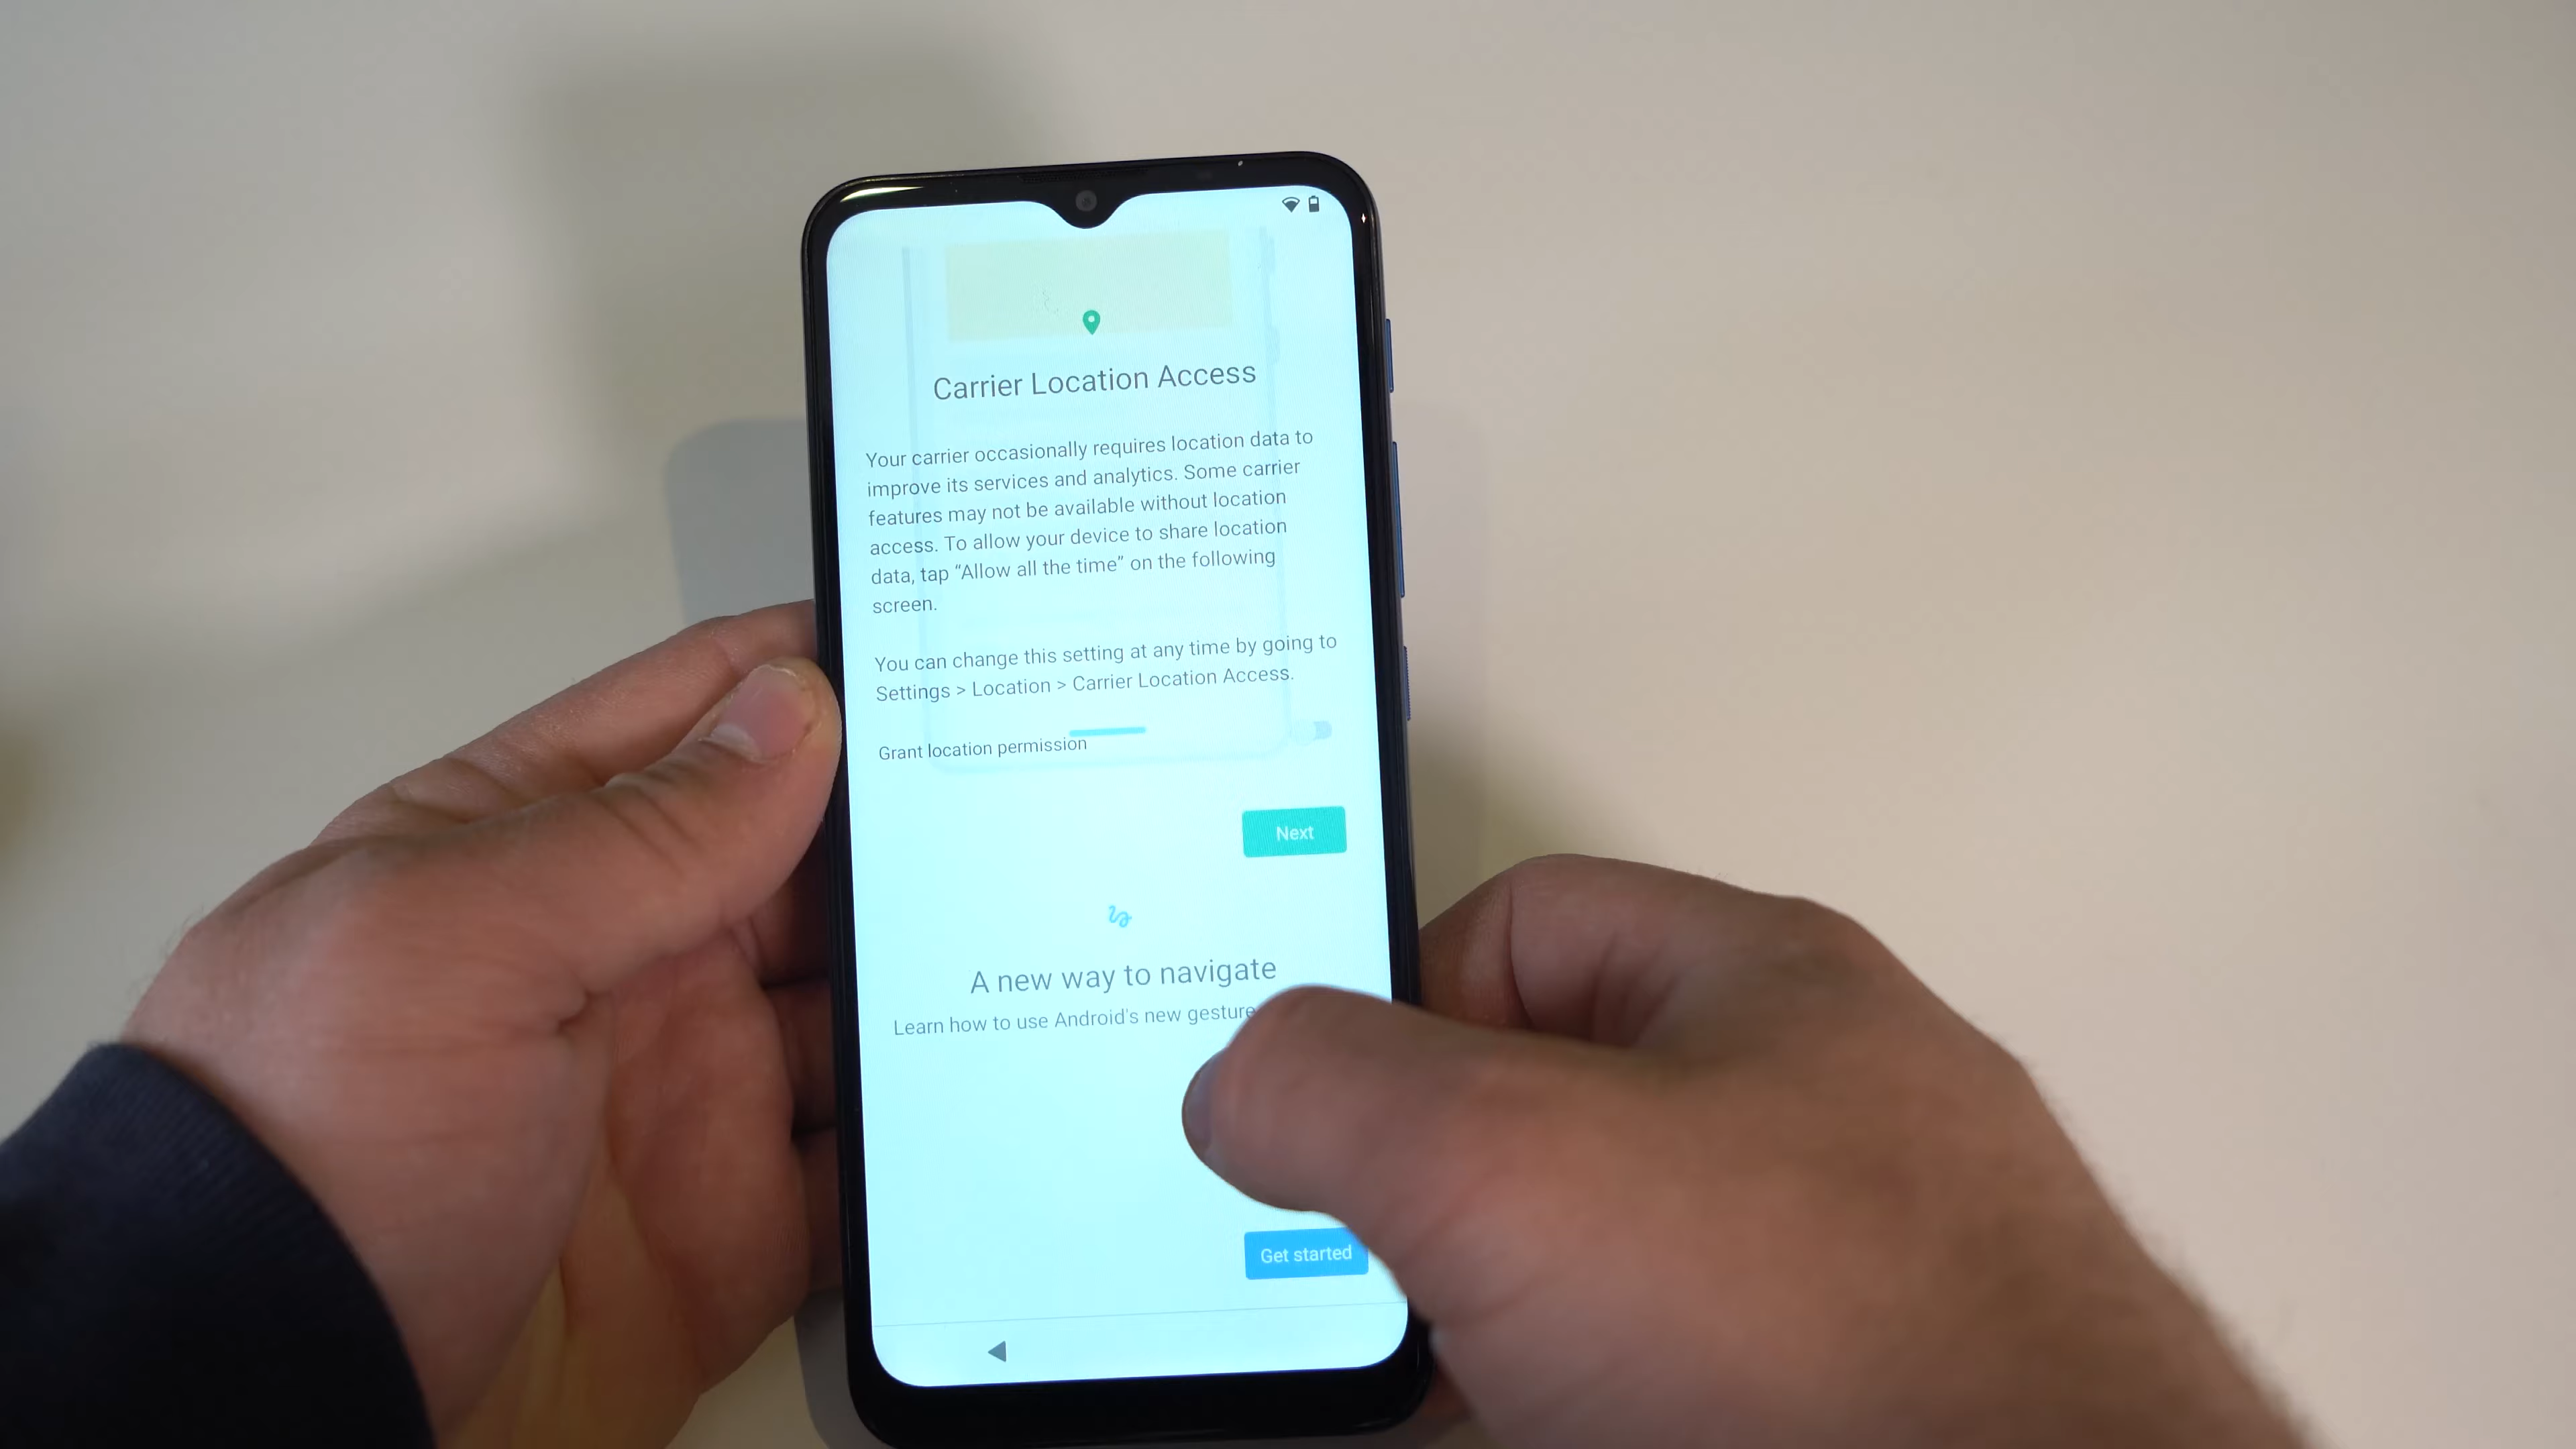 Carrier Location Access
Your carrier occasionally requires location data to
improve its services and analytics. Some carrier
features may not be available without location
access. To allow your device to share location
data, tap “Allow all the time” on the following
screen.
You can change this setting at any time by going to
Settings > Location > Carrier Location Access.
Grant location permission
Next
A new way to navigate
Learn how to use Android's new gesture
Get started